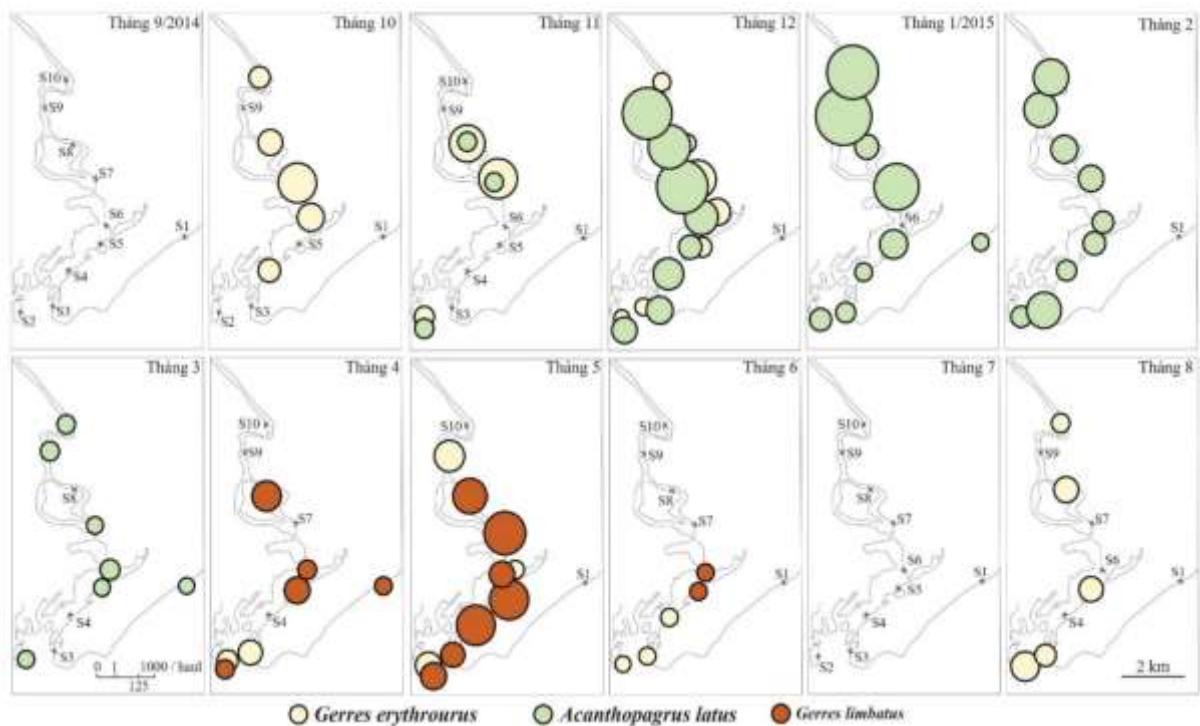 Tháng 9/2014
S10
S9
S8
S7
S6
S1
S5
S4
S3
S2
Tháng 10
S9
S1
S5
S3
S2
Tháng 11
S10
S9
S6
S1
S5
S4
S3
Tháng 12
S1
Tháng 1/2015
S6
Tháng 2
S1
Tháng 3
S8
S4
S3
0 1 1000 / haul
125
Tháng 4
S10
S9
S7
S4
Tháng 5
S10
S1
Tháng 6
S10
S9
S8
S7
S1
Tháng 7
S10
S9
S8
S7
S6
S1
S5
S4
S3
S2
Tháng 8
S9
S7
S6
S1
S4
2 km
Gerres erythrourus Acanthopagrus latus Gerres limbatus